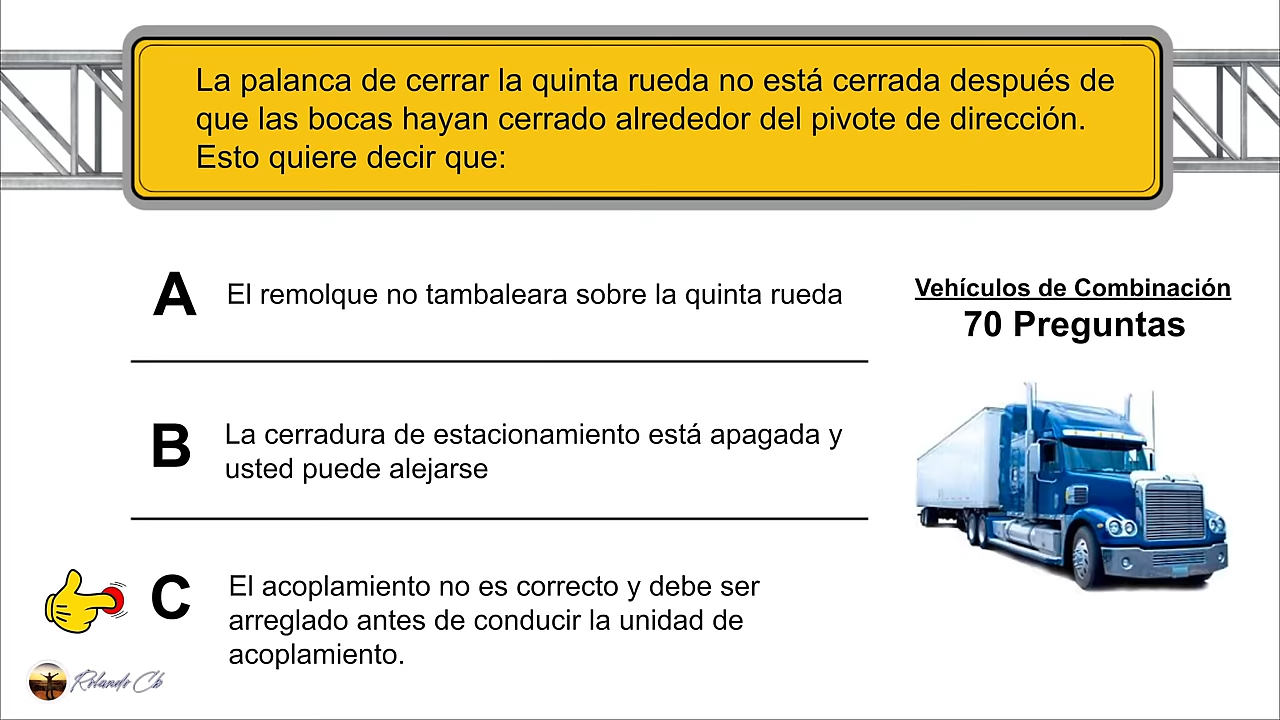 La palanca de cerrar la quinta rueda no está cerrada después de
que las bocas hayan cerrado alrededor del pivote de dirección.
Esto quiere decir que:
A El remolque no tambaleara sobre la quinta rueda
Vehículos de Combinación
70 Preguntas
B La cerradura de estacionamiento está apagada y
usted puede alejarse
C El acoplamiento no es correcto y debe ser
arreglado antes de conducir la unidad de
acoplamiento.
Rolando Cb